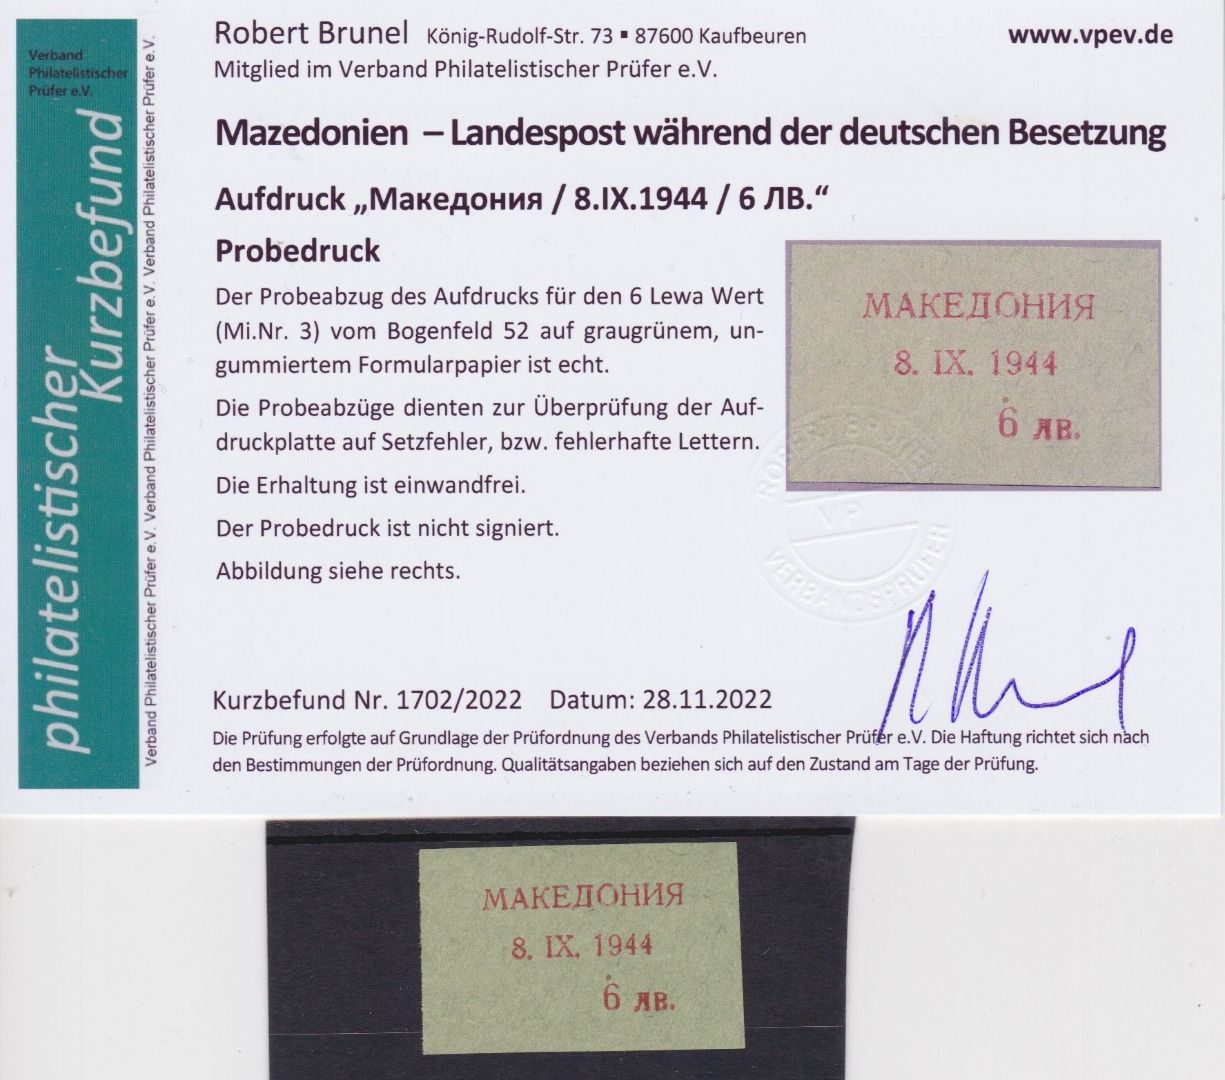 Verband
Philatelistischer
Prüfer e.V.
philatelistischer
Kurzbefund
Verband Philatelistischer Prüfer e.V. Verband Philatelistischer Prüfer e.V. Verband Philatelistischer Prüfer e.V.
Robert Brunel König-Rudolf-Str. 73 ▪ 87600 Kaufbeuren
www.vpev.de
Mitglied im Verband Philatelistischer Prüfer e.V.
Mazedonien – Landespost während der deutschen Besetzung
Aufdruck „Македония / 8.IX.1944 / 6 ЛВ.“
Probedruck
Der Probeabzug des Aufdrucks für den 6 Lewa Wert
(Mi.Nr. 3) vom Bogenfeld 52 auf graugrünem, un-
gummiertem Formularpapier ist echt.
Die Probeabzüge dienten zur Überprüfung der Auf-
druckplatte auf Setzfehler, bzw. fehlerhafte Lettern.
Die Erhaltung ist einwandfrei.
Der Probedruck ist nicht signiert.
Abbildung siehe rechts.
МАКЕДОНИЯ
8. IX. 1944
6 лв.
VP
VERBANDSPRÜFER
Kurzbefund Nr. 1702/2022 Datum: 28.11.2022
Die Prüfung erfolgte auf Grundlage der Prüfordnung des Verbands Philatelistischer Prüfer e.V. Die Haftung richtet sich nach
den Bestimmungen der Prüfordnung. Qualitätsangaben beziehen sich auf den Zustand am Tage der Prüfung.
МАКЕДОНИЯ
8. IX. 1944
6 лв.